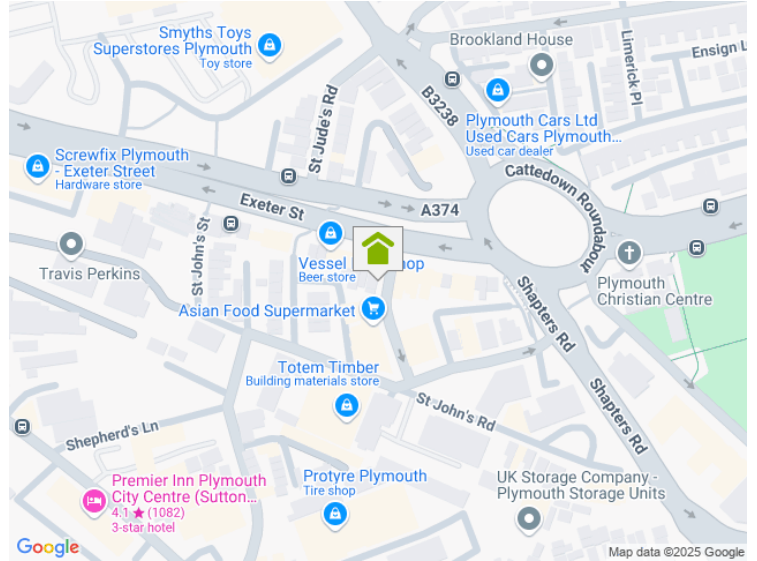 Smyths Toys
Superstores Plymouth
Toy store
Brookland House
Limerick Pl
Ensign L
B3238
St Jude's Rd
Plymouth Cars Ltd
Used Cars Plymouth...
Used car dealer
Screwfix Plymouth
- Exeter Street
Hardware store
Cattedown Roundabout
Exeter St
A374
St John's St
Travis Perkins
Vessel
op
Beer store
Plymouth
Christian Centre
Asian Food Supermarket
Shapters Rd
Totem Timber
Building materials store
Shapters Rd
St John's Rd
Shepherd's Ln
Premier Inn Plymouth
City Centre (Sutton...
4.1 ★ (1082)
3-star hotel
Protyre Plymouth
Tire shop
UK Storage Company -
Plymouth Storage Units
Google
Map data ©2025 Google